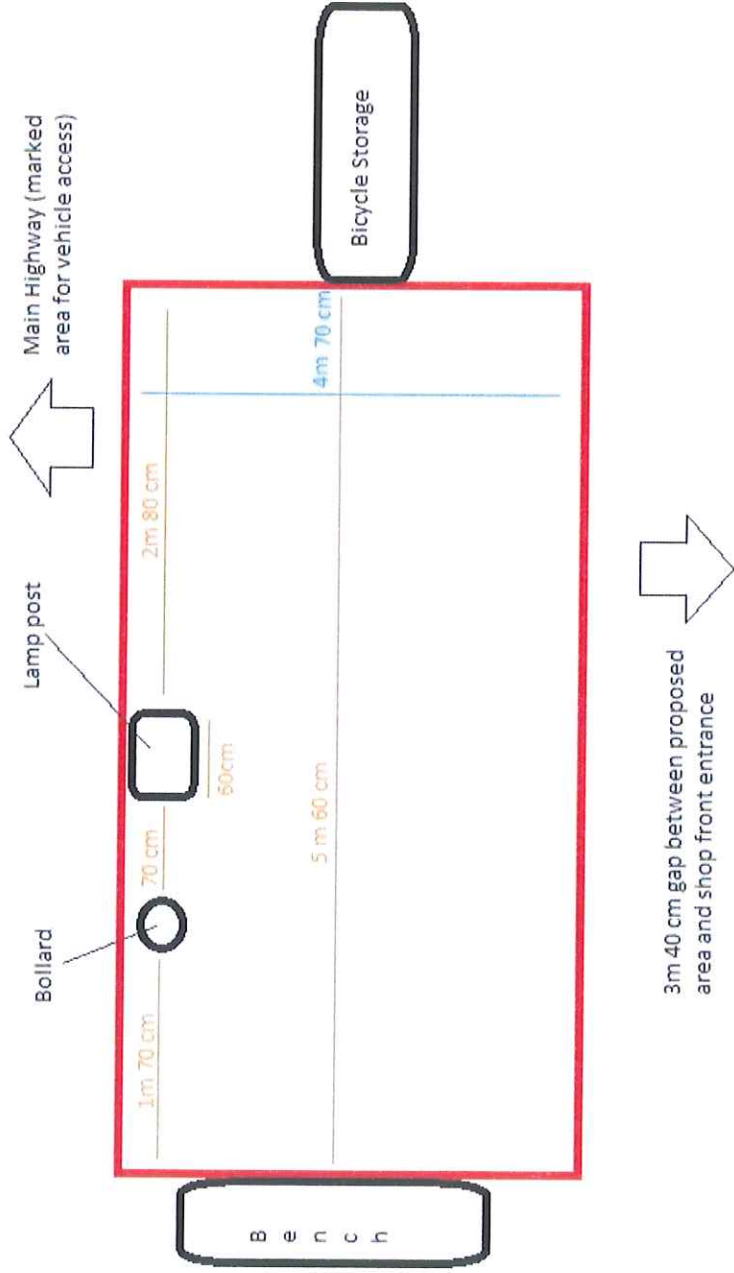 Main Highway (marked
area for vehicle access)
Lamp post
Bollard
Bicycle Storage
2m 80 cm
70 cm
1m 70 cm
60cm
4m 70 cm
5 m 60 cm
Bench
3m 40 cm gap between proposed
area and shop front entrance